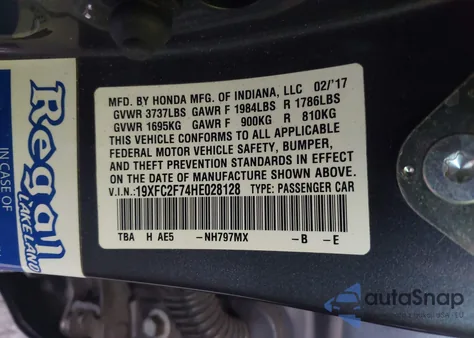 IN CASE OF
Regal
LAKELAND
MFD. BY HONDA MFG. OF INDIANA, LLC 02/'17
GVWR 3737LBS GAWR F 1984LBS R 1786LBS
GVWR 1695KG GAWR F 900KG R 810KG
THIS VEHICLE CONFORMS TO ALL APPLICABLE
FEDERAL MOTOR VEHICLE SAFETY, BUMPER,
AND THEFT PREVENTION STANDARDS IN EFFECT
ON THE DATE OF MANUFACTURE SHOWN ABOVE.
V.I.N.: 19XFC2F74HE028128 TYPE: PASSENGER CAR
TBA H AE5 -NH797MX -B -E
autoSnap